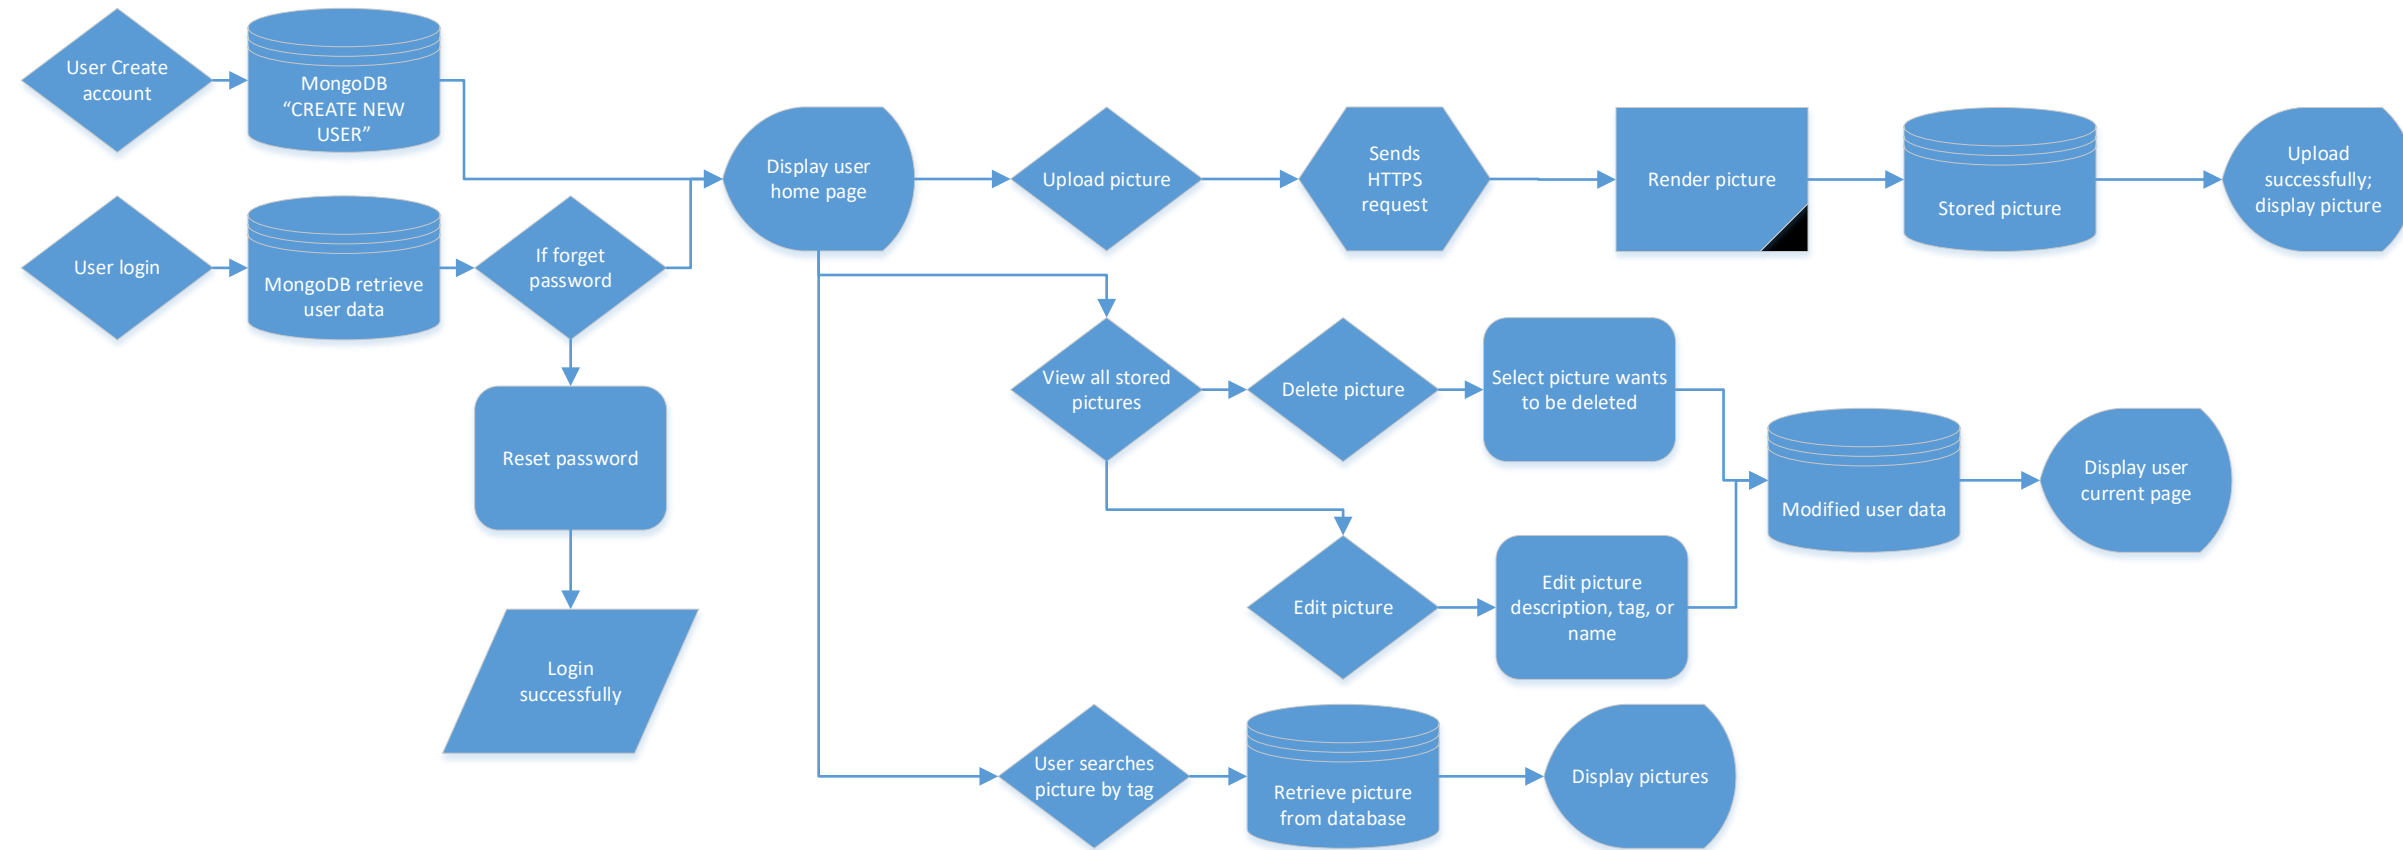 User Create
account
MongoDB
“CREATE NEW
USER”
Display user
home page
Upload picture
Sends
HTTPS
request
Render picture
Stored picture
Upload
successfully;
display picture
User login
MongoDB retrieve
user data
If forget
password
Reset password
Login
successfully
View all stored
pictures
Delete picture
Select picture wants
to be deleted
Modified user data
Display user
current page
Edit picture
Edit picture
description, tag, or
name
User searches
picture by tag
Retrieve picture
from database
Display pictures